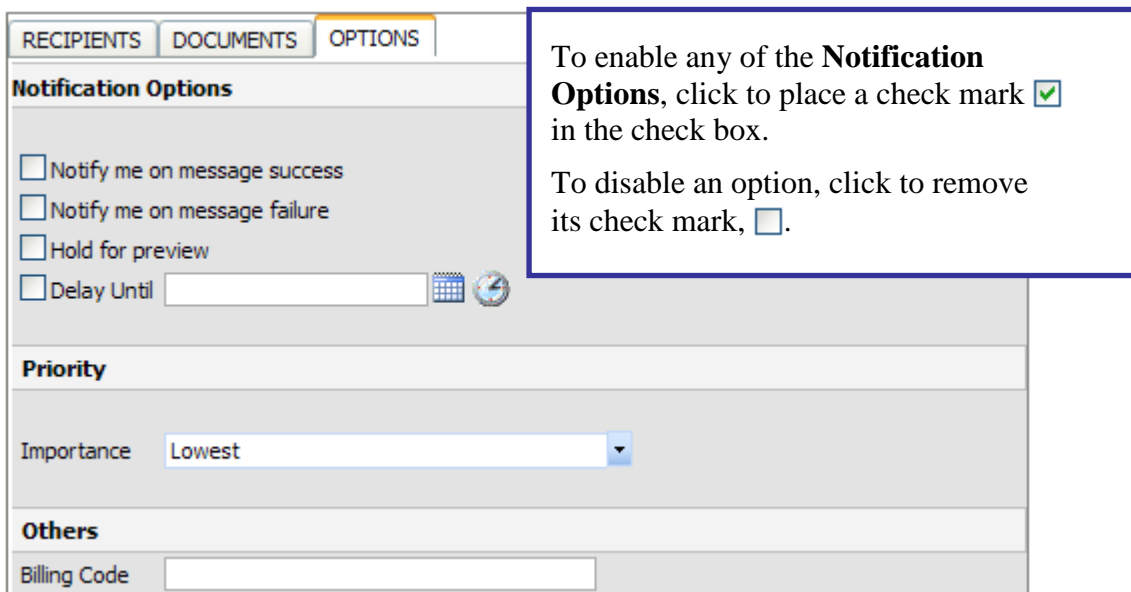 RECIPIENTS DOCUMENTS OPTIONS
Notification Options
Notify me on message success
Notify me on message failure
Hold for preview
Delay Until
To enable any of the Notification
Options, click to place a check mark
in the check box.
To disable an option, click to remove
its check mark, .
Priority
Importance Lowest
Others
Billing Code